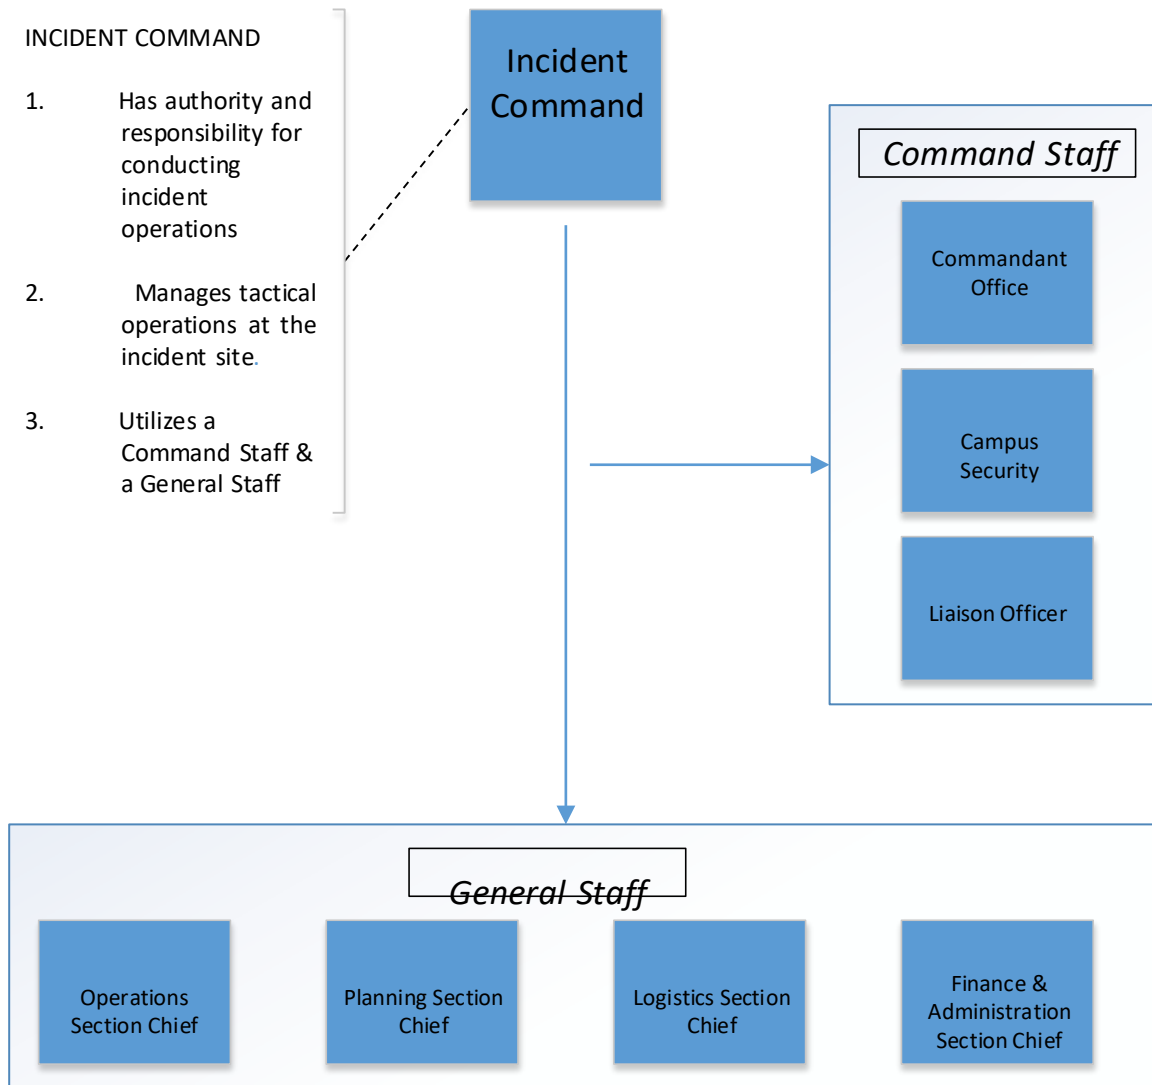 INCIDENT COMMAND
1. Has authority and
responsibility for
conducting
incident
operations
2. Manages tactical
operations at the
incident site.
3. Utilizes a
Command Staff &
a General Staff
Incident
Command
Command Staff
Commandant
Office
Campus
Security
Liaison Officer
General Staff
Operations
Section Chief
Planning Section
Chief
Logistics Section
Chief
Finance &
Administration
Section Chief